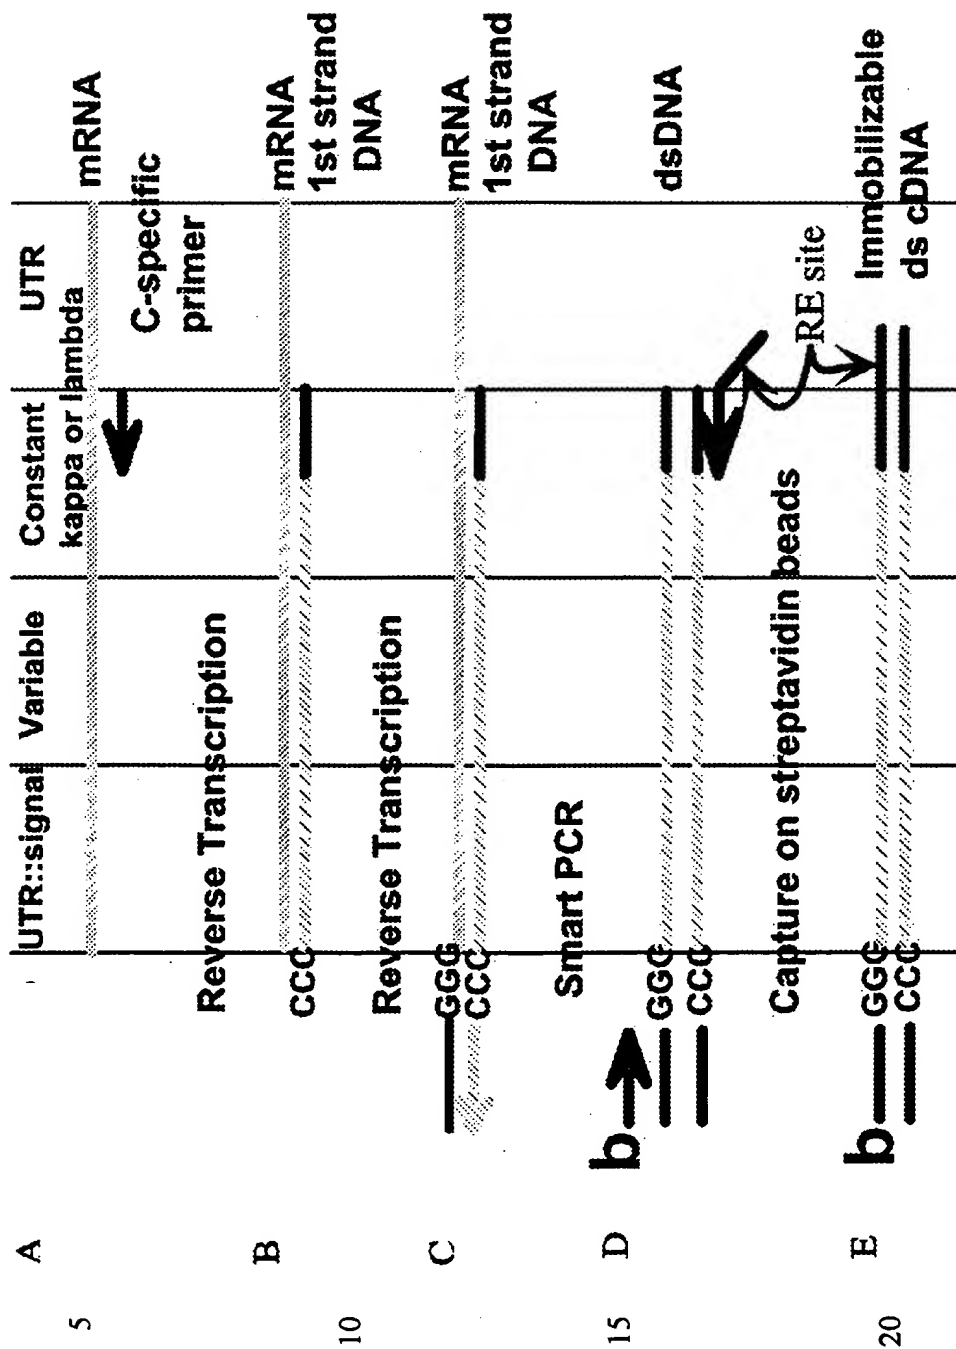 A
UTR::signal
Variable
Constant
kappa or lambda
UTR
mRNA
5
C-specific
primer
Reverse Transcription
B
mRNA
CCC
1st strand
DNA
10
Reverse Transcription
C
GGG
mRNA
CCC
1st strand
DNA
Smart PCR
D
15
b
GGG
dsDNA
CCC
RE site
Capture on streptavidin beads
E
b
GGG
Immobilizable
CCC
ds cDNA
20